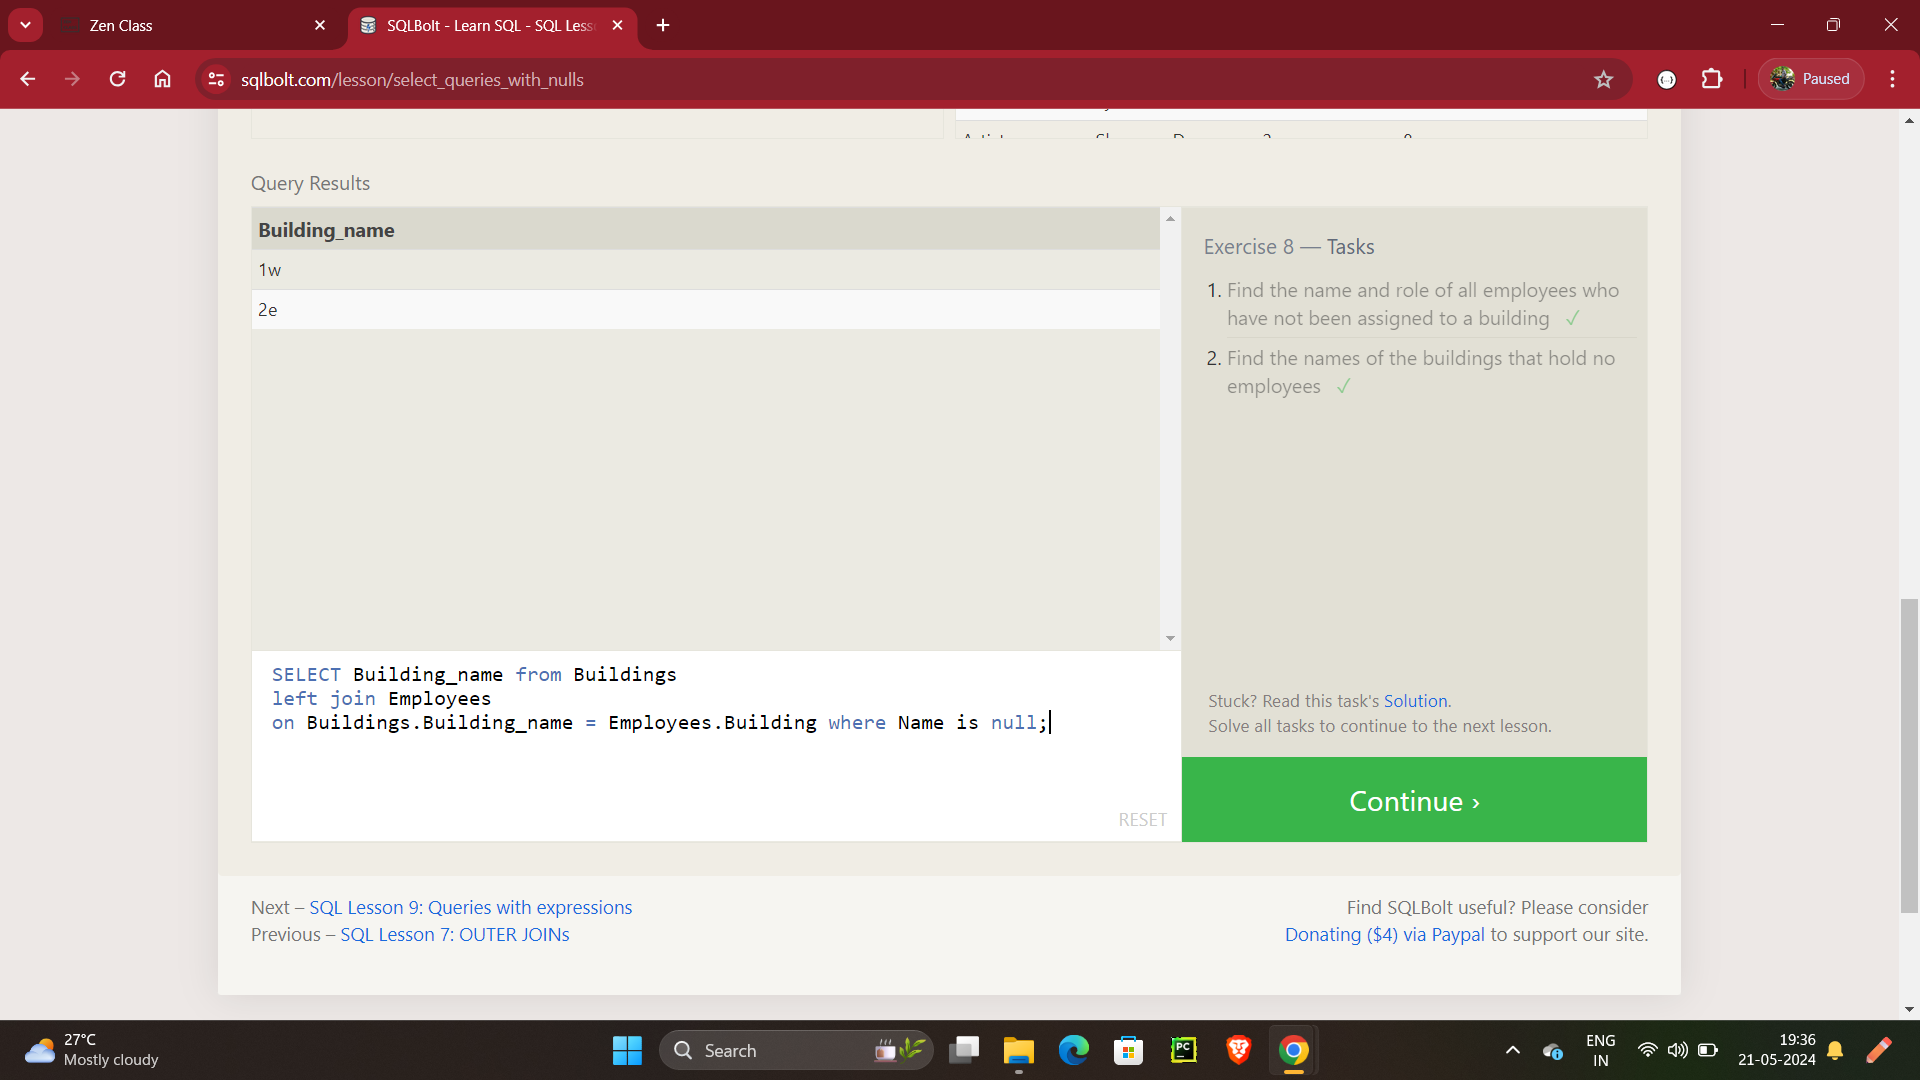 Zen Class
SQLBolt - Learn SQL - SQL Less
sqlbolt.com/lesson/select_queries_with_nulls
Paused
Query Results
Building_name
1w
2e
Exercise 8 — Tasks
1. Find the name and role of all employees who
have not been assigned to a building ✓
2. Find the names of the buildings that hold no
employees ✓
SELECT Building_name from Buildings
left join Employees
on Buildings.Building_name = Employees.Building where Name is null;
RESET
Stuck? Read this task's Solution.
Solve all tasks to continue to the next lesson.
Continue ›
Next – SQL Lesson 9: Queries with expressions
Previous – SQL Lesson 7: OUTER JOINs
Find SQLBolt useful? Please consider
Donating ($4) via Paypal to support our site.
27°C
Mostly cloudy
Search
PC
ENG
IN
19:36
21-05-2024